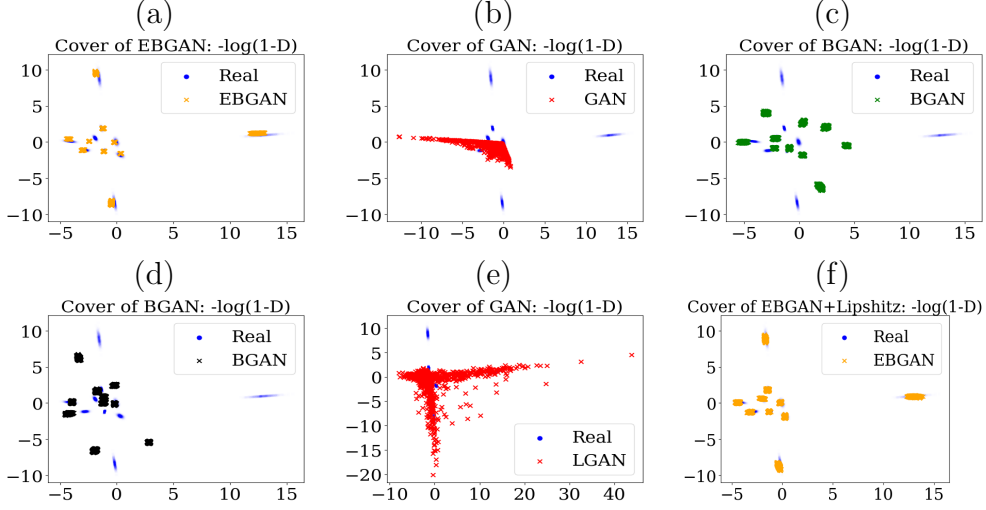 (a)
Cover of EBGAN: -log(1-D)
Real
EBGAN
10
5
0
−5
−10
−5 0 5 10 15
(b)
Cover of GAN: -log(1-D)
Real
GAN
10
5
0
−5
−10
−10 −5 0 5 10 15
(c)
Cover of BGAN: -log(1-D)
Real
BGAN
10
5
0
−5
−10
−5 0 5 10 15
(d)
Cover of BGAN: -log(1-D)
Real
BGAN
10
5
0
−5
−10
−5 0 5 10 15
(e)
Cover of GAN: -log(1-D)
Real
LGAN
10
5
0
−5
−10
−15
−20
−10 0 10 20 30 40
(f)
Cover of EBGAN+Lipshitz: -log(1-D)
Real
EBGAN
10
5
0
−5
−10
−5 0 5 10 15